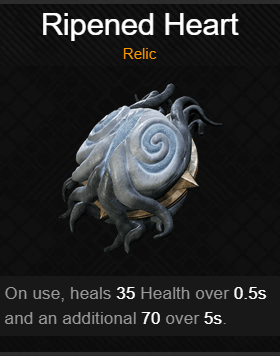 Ripened Heart
Relic
On use, heals 35 Health over 0.5s
and an additional 70 over 5s.